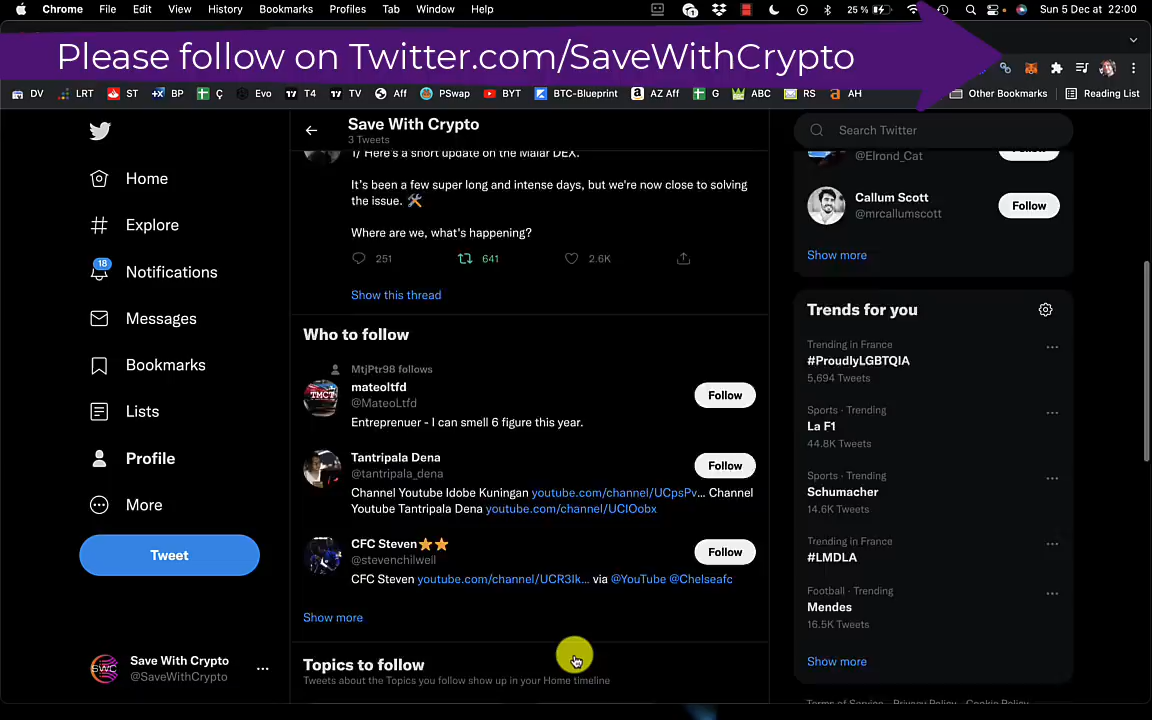 Chrome File Edit View History Bookmarks Profiles Tab Window Help 25 % Sun 5 Dec at 22:00
Please follow on Twitter.com/SaveWithCrypto
DV LRT ST BP Ç Evo T4 TV Aff PSwap BYT BTC-Blueprint AZ Aff G ABC RS AH Other Bookmarks Reading List
Home
Explore
18
Notifications
Messages
Bookmarks
Lists
Profile
More
Tweet
Save With Crypto
@SaveWithCrypto
Save With Crypto
3 Tweets
1/ Here's a short update on the Maiar DEX.
It's been a few super long and intense days, but we're now close to solving
the issue. 🛠️
Where are we, what's happening?
251 641 2.6K
Show this thread
Who to follow
MtjPtr98 follows
mateoltfd
@MateoLtfd
Follow
Entreprenuer - I can smell 6 figure this year.
Tantripala Dena
@tantripala_dena
Follow
Channel Youtube Idobe Kuningan youtube.com/channel/UCpsPv... Channel
Youtube Tantripala Dena youtube.com/channel/UCIOobx
CFC Steven⭐⭐
@stevenchilwell
Follow
CFC Steven youtube.com/channel/UCR3Ik... via @YouTube @Chelseafc
Show more
Topics to follow
Tweets about the Topics you follow show up in your Home timeline
Search Twitter
@Elrond_Cat
Callum Scott
@mrcallumscott
Follow
Show more
Trends for you
Trending in France
#ProudlyLGBTQIA
5,694 Tweets
Sports · Trending
La F1
44.8K Tweets
Sports · Trending
Schumacher
14.6K Tweets
Trending in France
#LMDLA
Football · Trending
Mendes
16.5K Tweets
Show more
Terms of Service Privacy Policy Cookie Policy